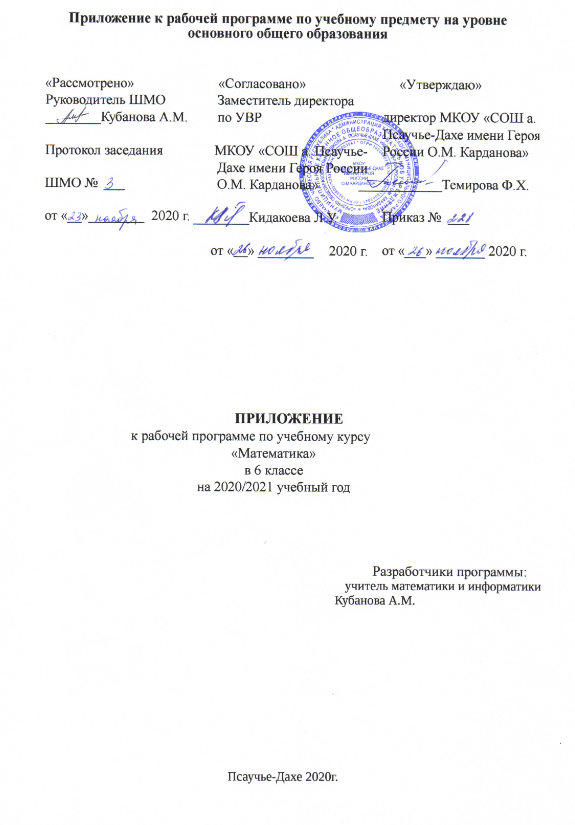 Приложение к рабочей программе по учебному предмету на уровне
основного общего образования
«Рассмотрено»
Руководитель ШМО
Кубанова А.М.
Протокол заседания
ШМО № 3
от «23» ноября 2020 г.
«Согласовано»
Заместитель директора
по УВР
МКОУ «СОШ а. Псаучье-
Дахе имени Героя России
О.М. Карданова»
Кидакоева Л.У.
от «26» ноября 2020 г.
«Утверждаю»
директор МКОУ «СОШ а.
Псаучье-Дахе имени Героя
России О.М. Карданова»
Темирова Ф.Х.
Приказ № 221
от «26» ноября 2020 г.
ПРИЛОЖЕНИЕ
к рабочей программе по учебному курсу
«Математика»
в 6 классе
на 2020/2021 учебный год
Разработчики программы:
учитель математики и информатики
Кубанова А.М.
Псаучье-Дахе 2020г.